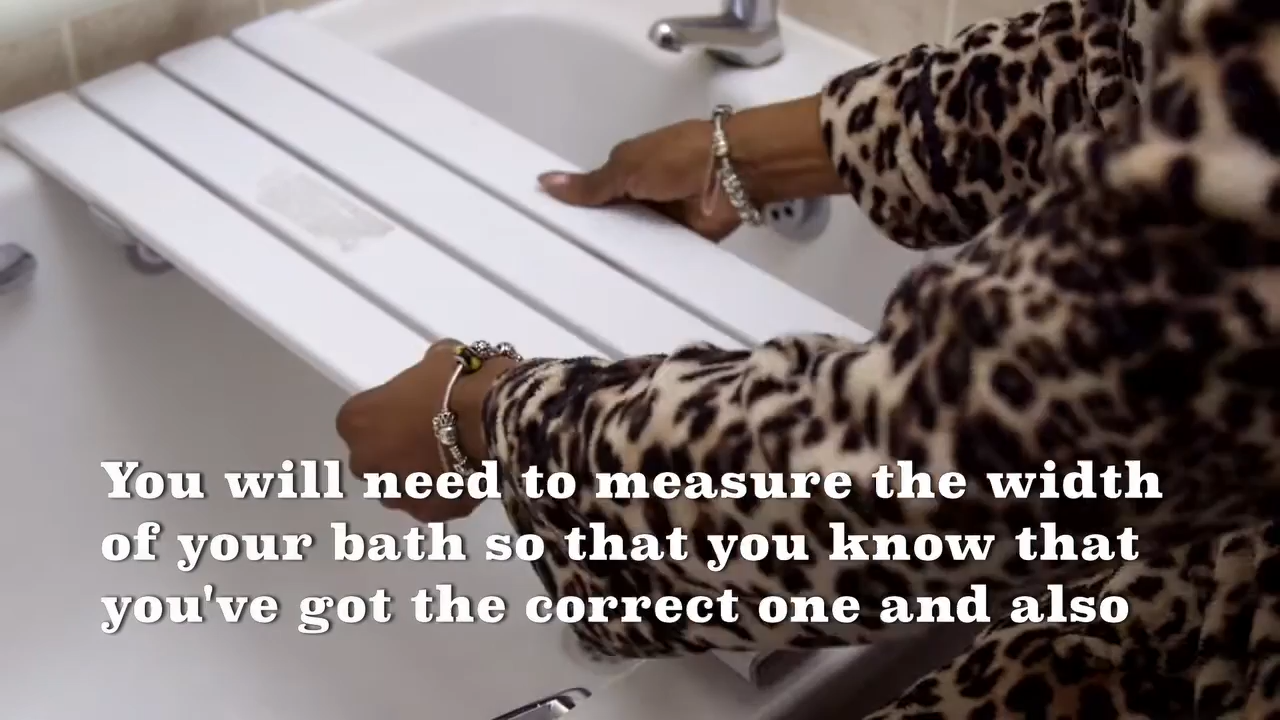 You will need to measure the width
of your bath so that you know that
you've got the correct one and also